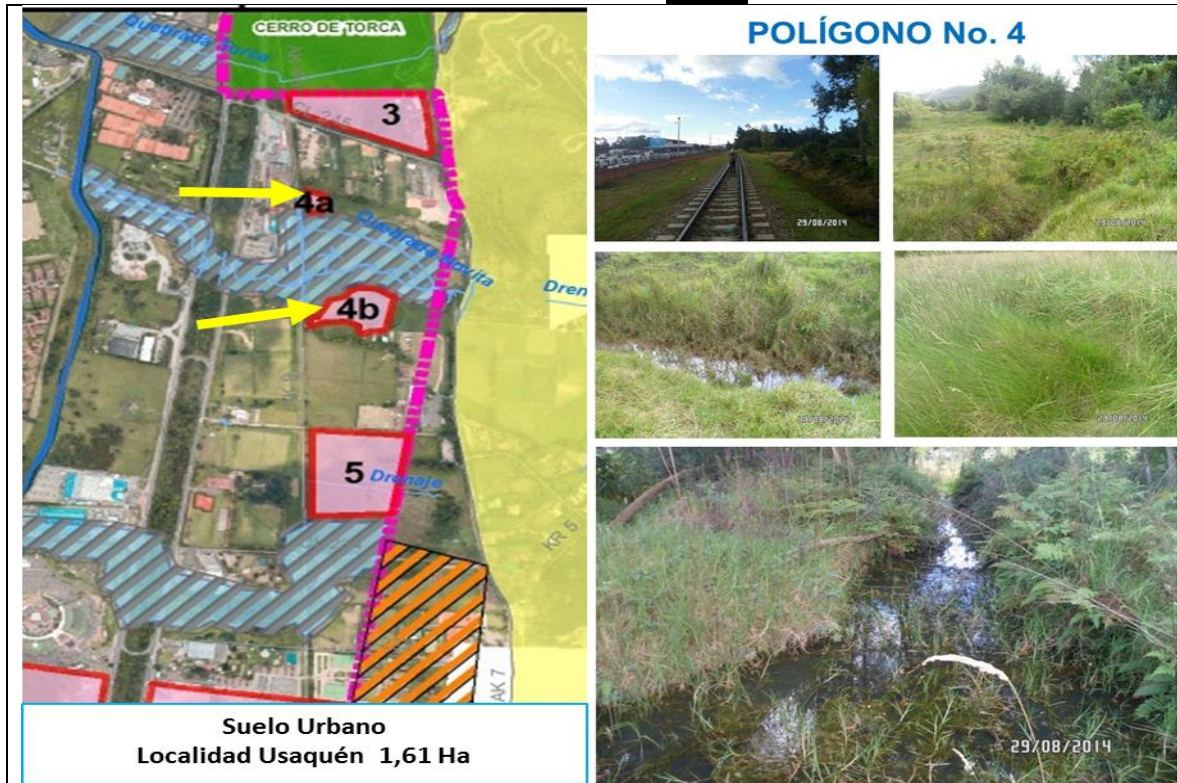 CERRO DE TORCA
Quebrada Torca
3
CL 245
4a
Quebrada Novita
Dren
4b
5
Drenaje
KR 5
AK 7
Suelo Urbano
Localidad Usaquén 1,61 Ha
POLÍGONO No. 4
29/08/2014
29/08/2014
29/08/2014
29/08/2014
29/08/2014